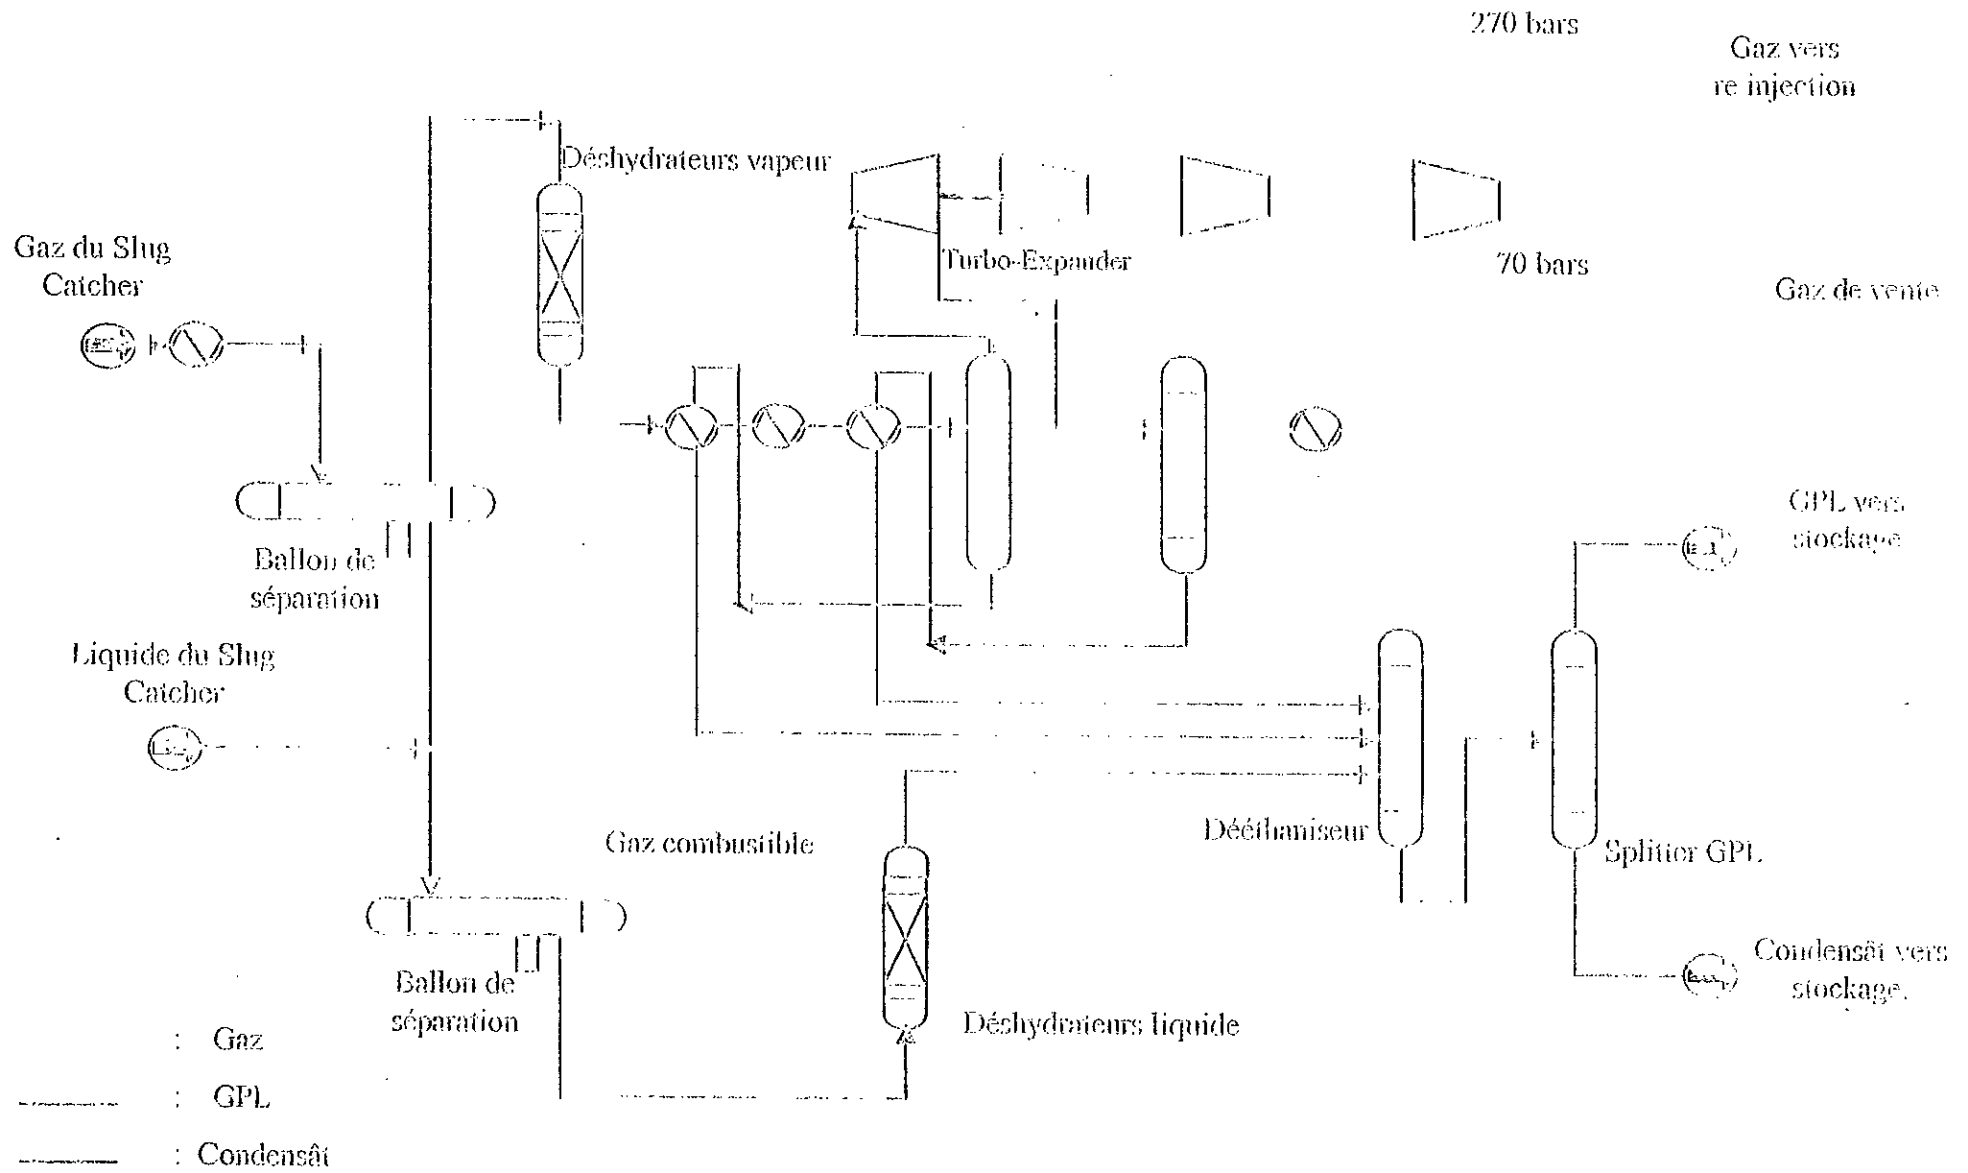 270 bars
Gaz vers
re injection
Déshydrateurs vapeur
Gaz du Slug
Catcher
Turbo-Expander
70 bars
Gaz de vente
GPL vers
stockage
Ballon de
séparation
Liquide du Slug
Catcher
Gaz combustible
Dééthaniseur
Splitter GPL
Condensât vers
stockage.
Ballon de
séparation
Déshydrateurs liquide
: Gaz
: GPL
: Condensât